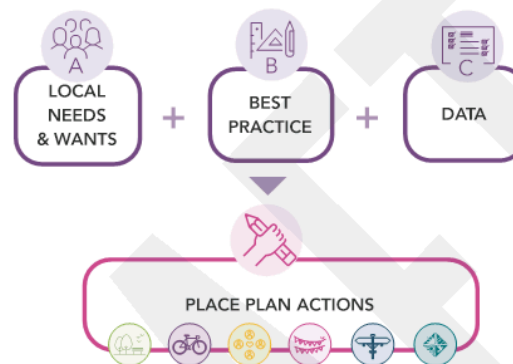 A
LOCAL
NEEDS
& WANTS
+
B
BEST
PRACTICE
+
C
DATA
PLACE PLAN ACTIONS